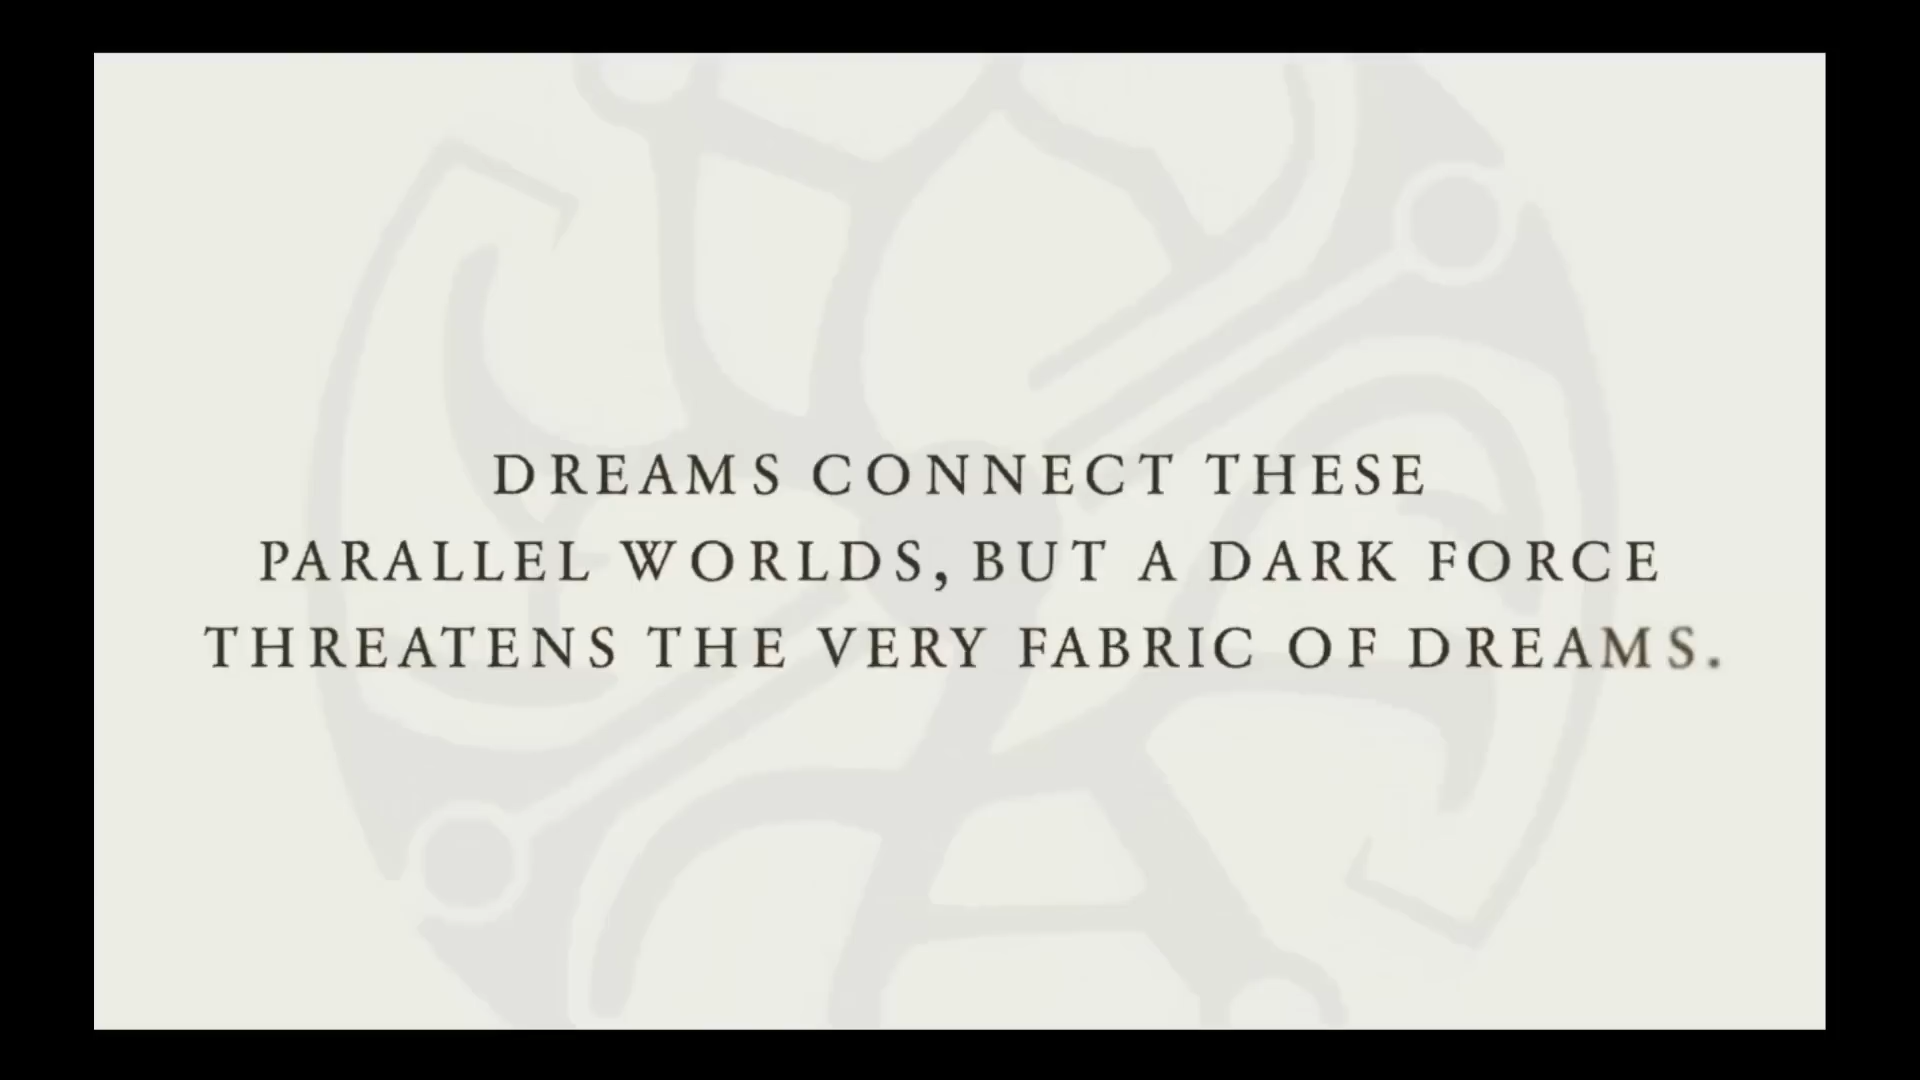 DREAMS CONNECT THESE
PARALLEL WORLDS, BUT A DARK FORCE
THREATENS THE VERY FABRIC OF DREAMS.